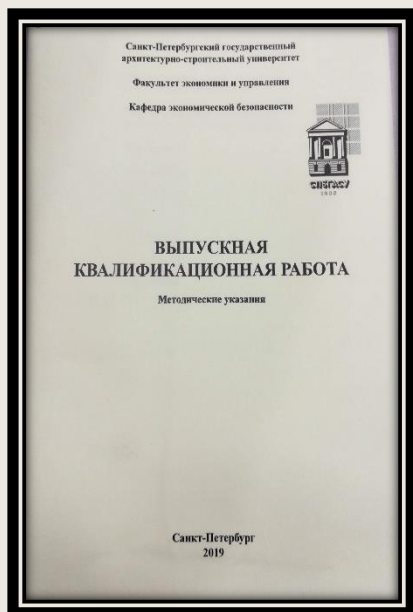 Санкт-Петербургский государственный
архитектурно-строительный университет
Факультет экономики и управления
Кафедра экономической безопасности
СПбГАСУ
ВЫПУСКНАЯ
КВАЛИФИКАЦИОННАЯ РАБОТА
Методические указания
Санкт-Петербург
2019